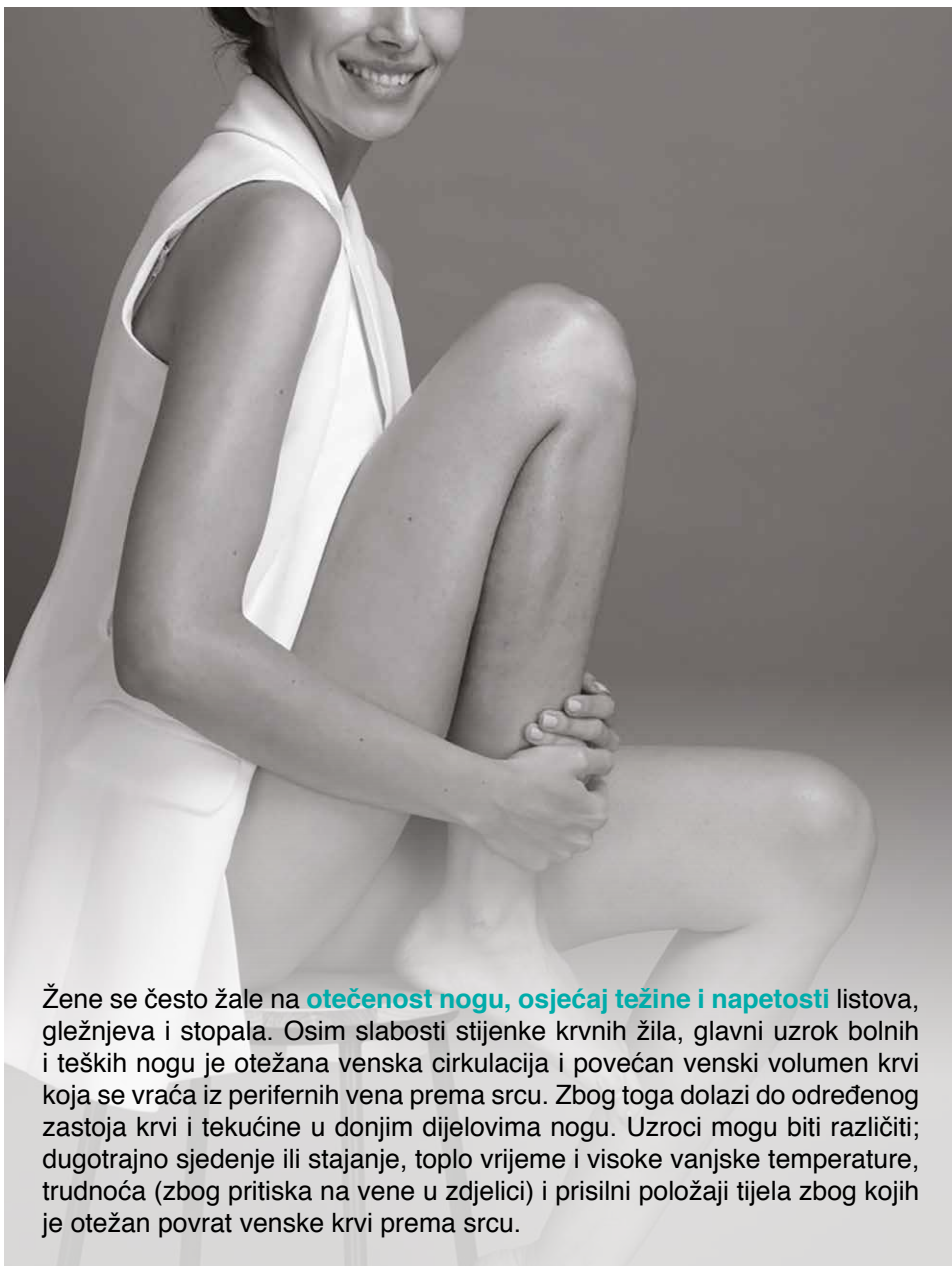 Žene se često žale na otečenost nogu, osjećaj težine i napetosti listova,
gležnjeva i stopala. Osim slabosti stijenke krvnih žila, glavni uzrok bolnih
i teških nogu je otežana venska cirkulacija i povećan venski volumen krvi
koja se vraća iz perifernih vena prema srcu. Zbog toga dolazi do određenog
zastoja krvi i tekućine u donjim dijelovima nogu. Uzroci mogu biti različiti;
dugotrajno sjedenje ili stajanje, toplo vrijeme i visoke vanjske temperature,
trudnoća (zbog pritiska na vene u zdjelici) i prisilni položaji tijela zbog kojih
je otežan povrat venske krvi prema srcu.